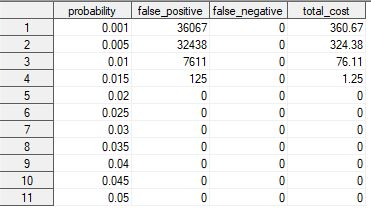 probability false_positive false_negative total_cost
1 0.001 36067 0 360.67
2 0.005 32438 0 324.38
3 0.01 7611 0 76.11
4 0.015 125 0 1.25
5 0.02 0 0 0
6 0.025 0 0 0
7 0.03 0 0 0
8 0.035 0 0 0
9 0.04 0 0 0
10 0.045 0 0 0
11 0.05 0 0 0